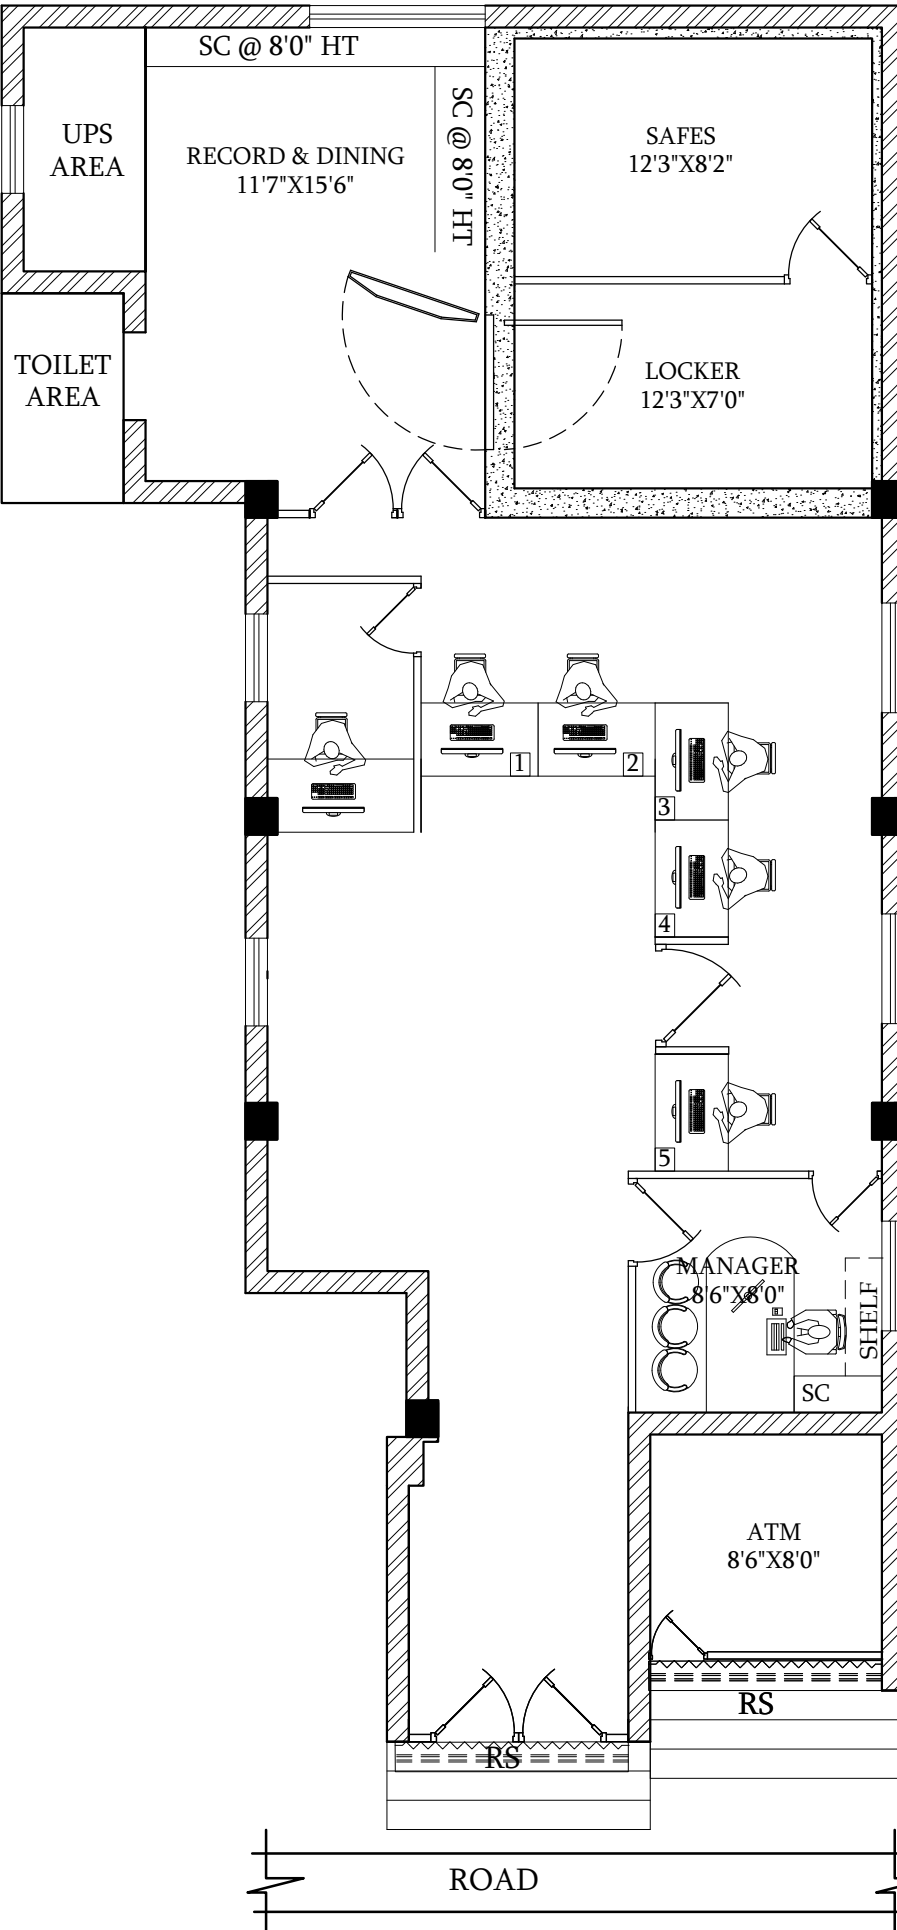 SC @ 8'0" HT
UPS
AREA
RECORD & DINING
11'7"X15'6"
SC @ 8'0" HT
SAFES
12'3"X8'2"
TOILET
AREA
LOCKER
12'3"X7'0"
1
2
3
4
5
MANAGER
8'6"X8'0"
SHELF
SC
ATM
8'6"X8'0"
RS
RS
ROAD